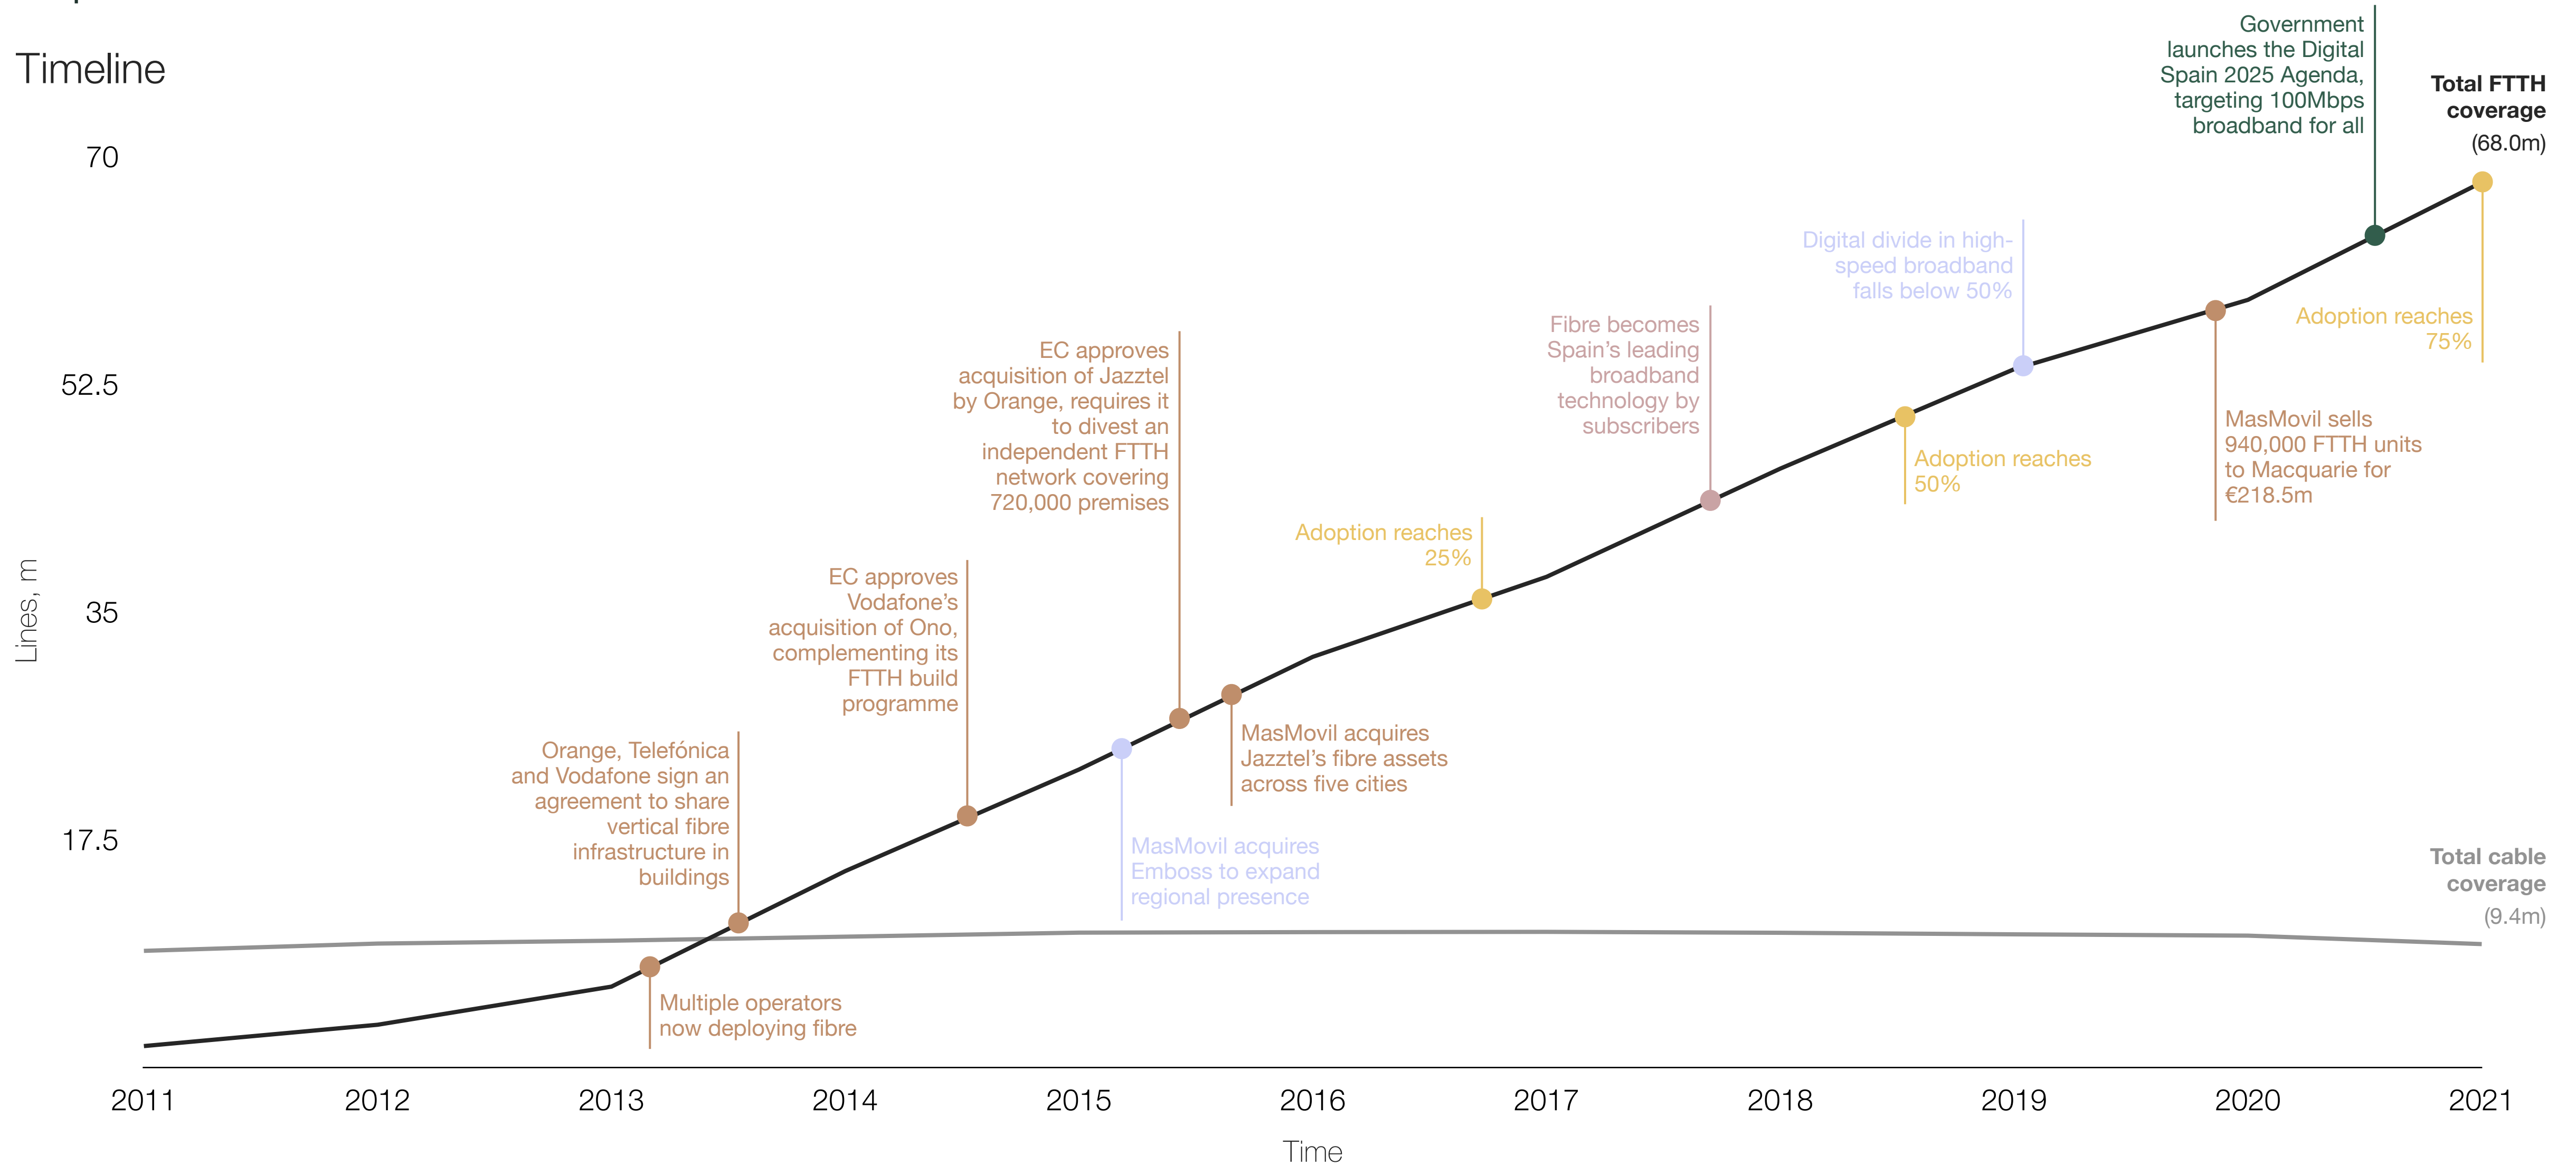 Timeline
Government
launches the Digital
Spain 2025 Agenda,
targeting 100Mbps
broadband for all
Total FTTH
coverage
(68.0m)
70
52.5
35
17.5
Lines, m
Digital divide in high-
speed broadband
falls below 50%
Adoption reaches
75%
Fibre becomes
Spain’s leading
broadband
technology by
subscribers
EC approves
acquisition of Jazztel
by Orange, requires it
to divest an
independent FTTH
network covering
720,000 premises
MasMovil sells
940,000 FTTH units
to Macquarie for
€218.5m
Adoption reaches
50%
Adoption reaches
25%
EC approves
Vodafone’s
acquisition of Ono,
complementing its
FTTH build
programme
Orange, Telefónica
and Vodafone sign an
agreement to share
vertical fibre
infrastructure in
buildings
MasMovil acquires
Jazztel’s fibre assets
across five cities
MasMovil acquires
Emboss to expand
regional presence
Total cable
coverage
(9.4m)
Multiple operators
now deploying fibre
2011
2012
2013
2014
2015
2016
2017
2018
2019
2020
2021
Time